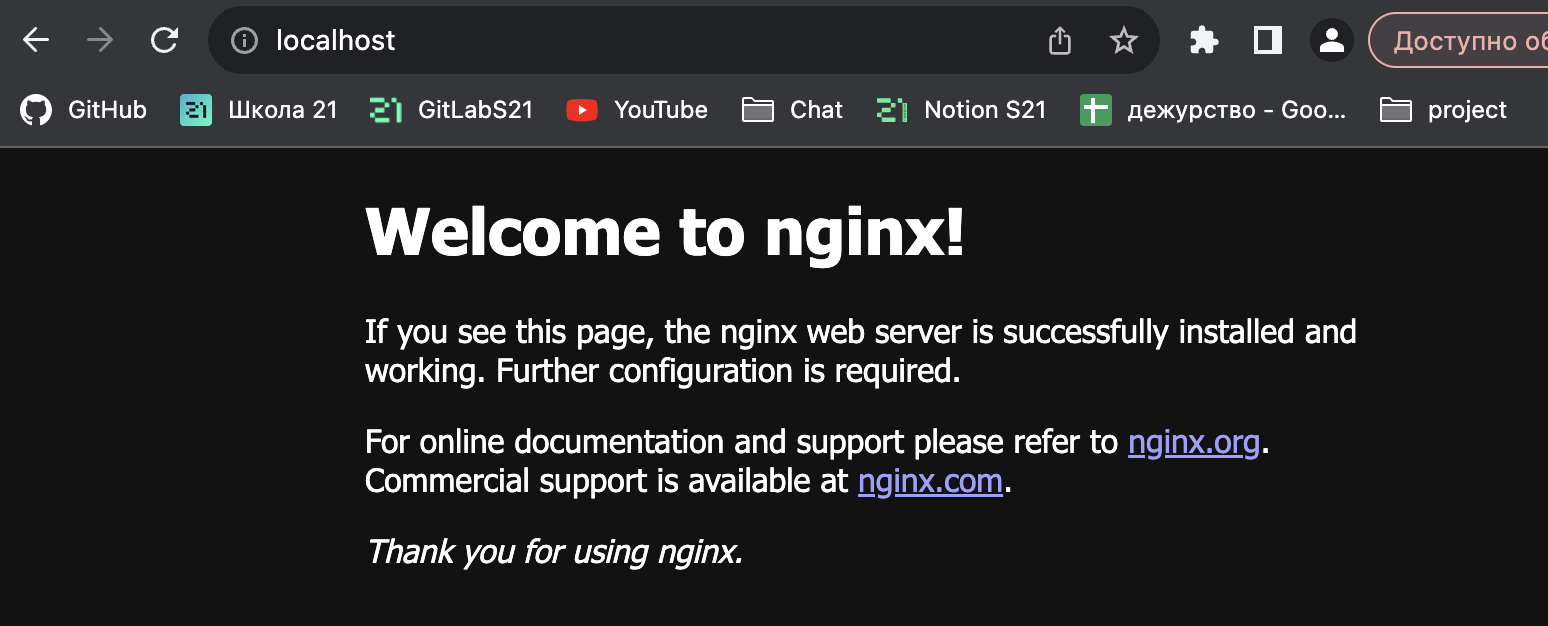 localhost
Доступно об
GitHub Школа 21 GitLabS21 YouTube Chat Notion S21 дежурство - Goo... project
Welcome to nginx!
If you see this page, the nginx web server is successfully installed and
working. Further configuration is required.
For online documentation and support please refer to nginx.org.
Commercial support is available at nginx.com.
Thank you for using nginx.